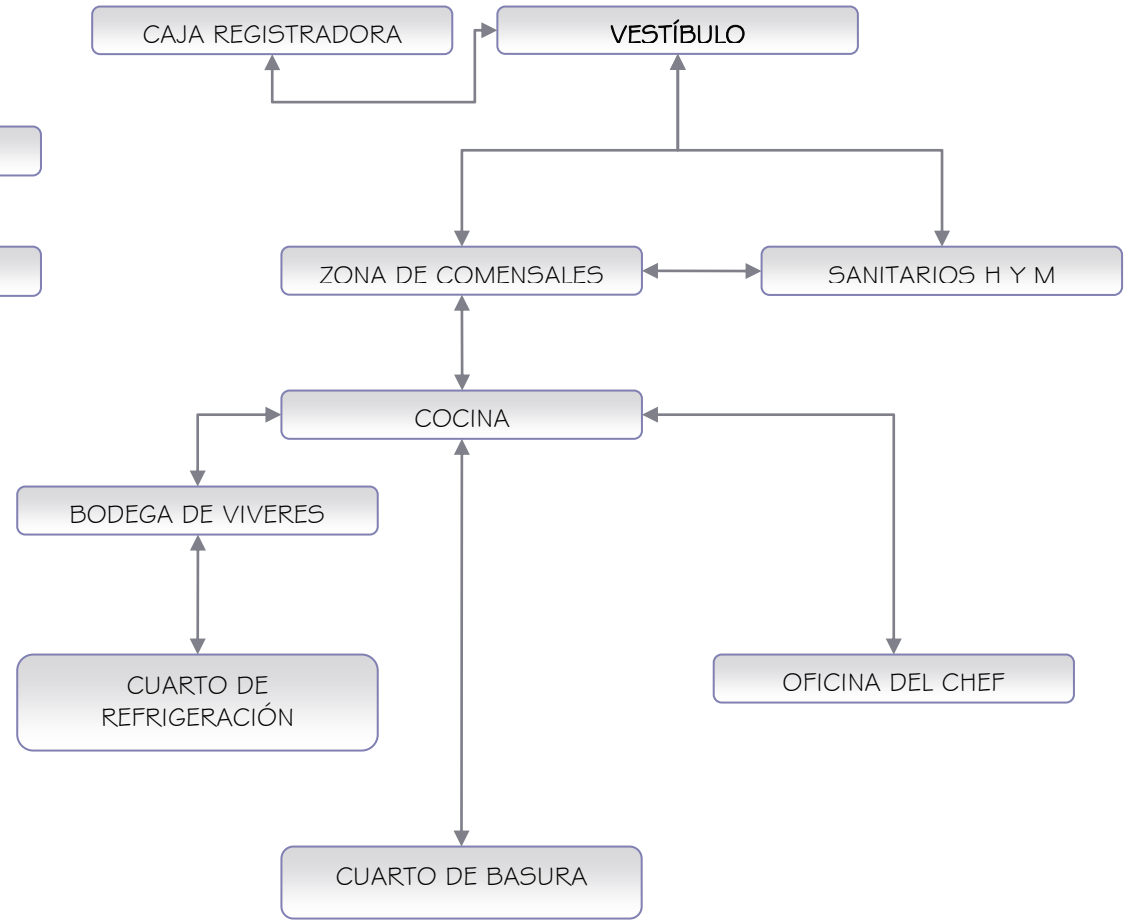 CAJA REGISTRADORA
VESTÍBULO
ZONA DE COMENSALES
SANITARIOS H Y M
COCINA
BODEGA DE VIVERES
CUARTO DE
REFRIGERACIÓN
OFICINA DEL CHEF
CUARTO DE BASURA